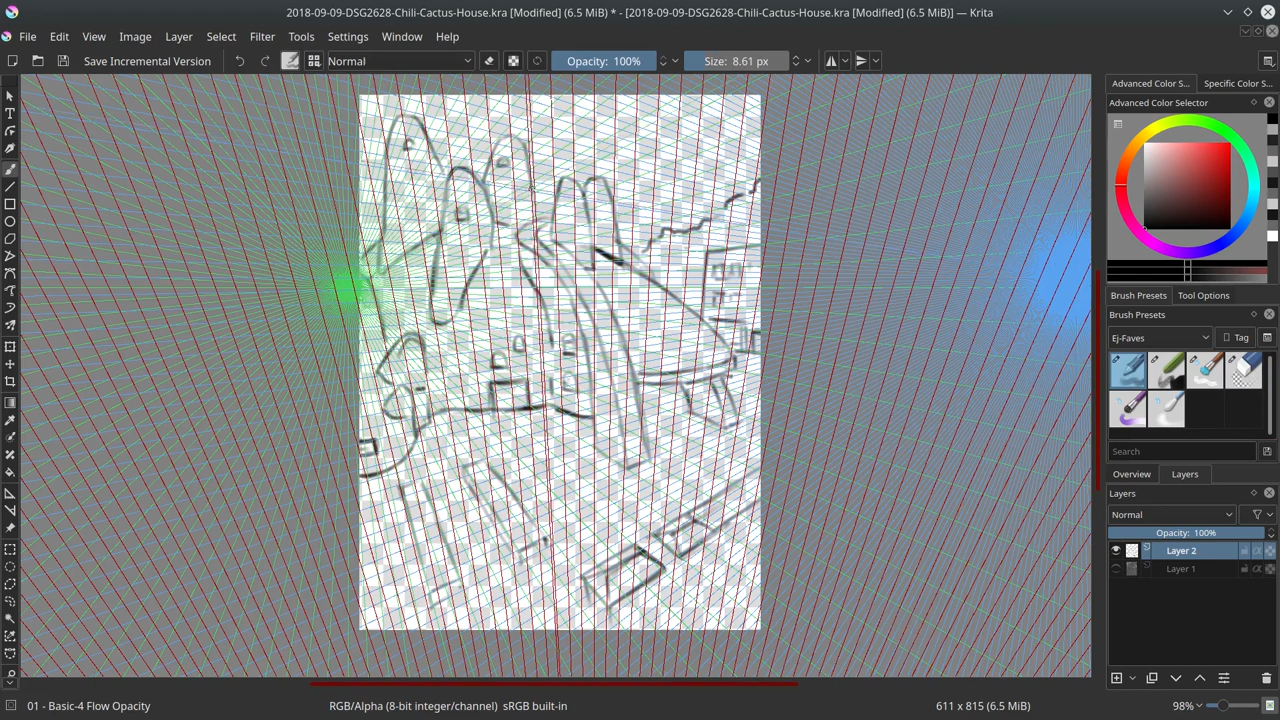 2018-09-09-DSG2628-Chili-Cactus-House.kra [Modified] (6.5 MiB) * - [2018-09-09-DSG2628-Chili-Cactus-House.kra [Modified] (6.5 MiB)] — Krita
File Edit View Image Layer Select Filter Tools Settings Window Help
Save Incremental Version Normal Opacity: 100% Size: 8.61 px
Advanced Color S... Specific Color S...
Advanced Color Selector
Brush Presets Tool Options
Brush Presets
Ej-Faves Tag
Search
Overview Layers
Layers
Normal
Opacity: 100%
Layer 2
Layer 1
01 - Basic-4 Flow Opacity RGB/Alpha (8-bit integer/channel) sRGB built-in 611 x 815 (6.5 MiB) 98%